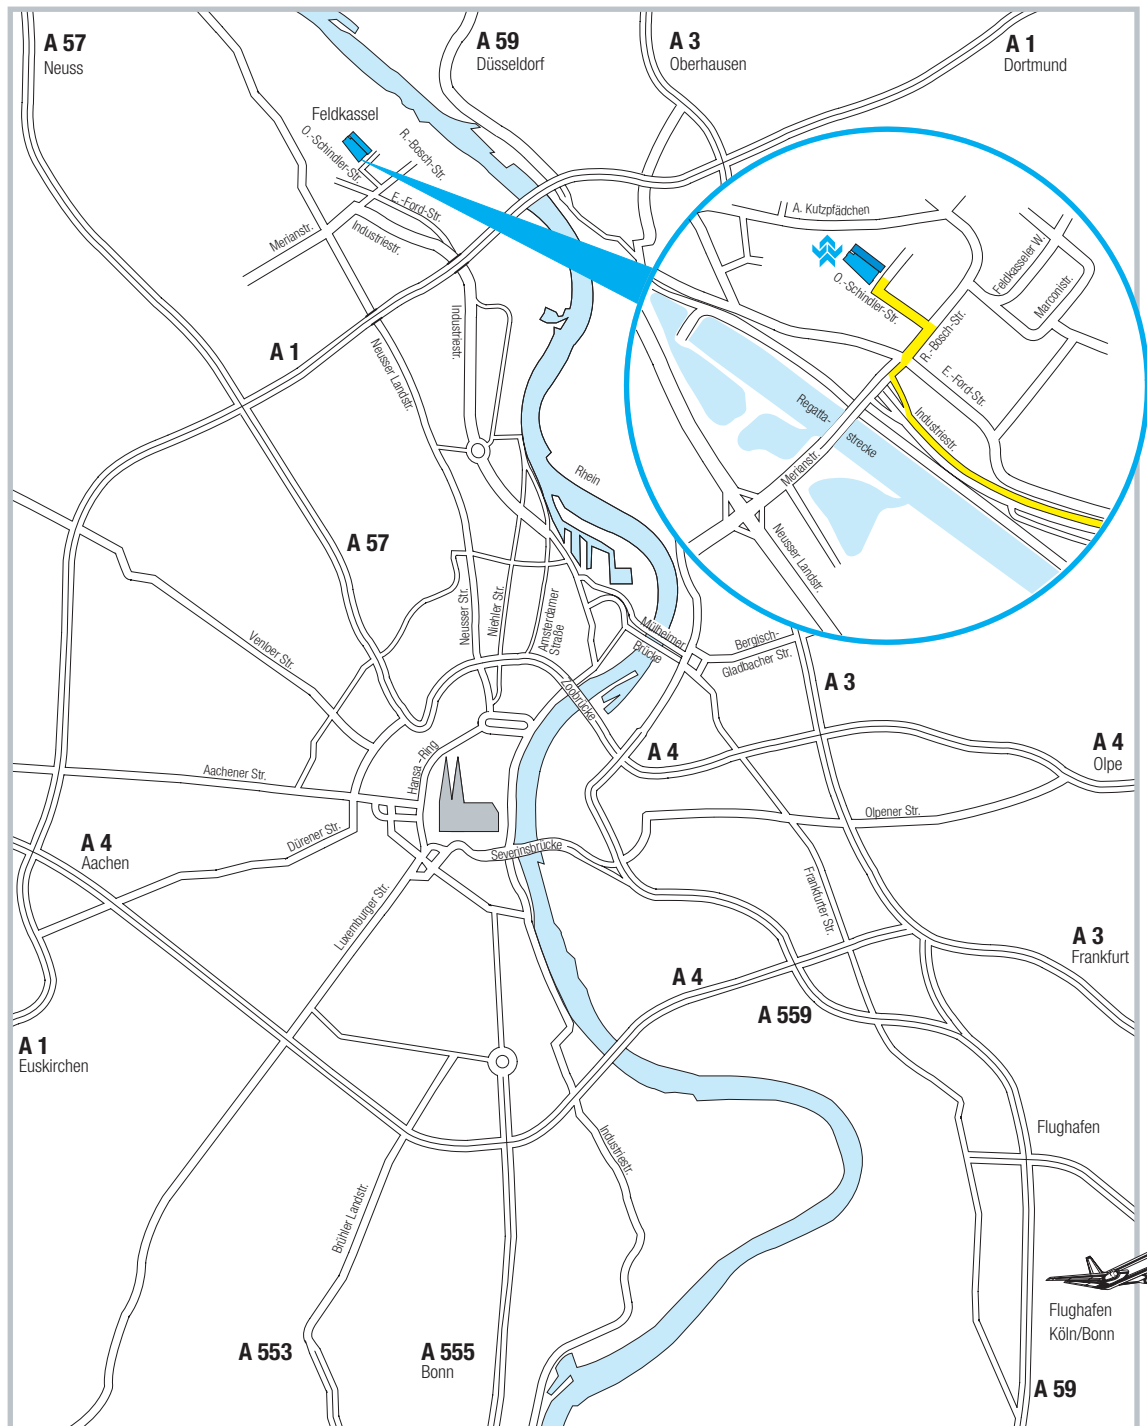 A 57
Neuss
A 59
Düsseldorf
A 3
Oberhausen
A 1
Dortmund
Feldkassel
O.-Schindler-Str.
R.-Bosch-Str.
E.-Ford-Str.
Merianstr.
Industriestr.
A. Kutzpfädchen
O.-Schindler-Str.
Feldkasseler W.
Marconistr.
R.-Bosch-Str.
E.-Ford-Str.
Industriestr.
Regatta-
strecke
Merianstr.
Neusser Landstr.
A 1
Neusser Landstr.
Industriestr.
Rhein
A 57
Venloer Str.
Neusser Str.
Niehler Str.
Amsterdamer
Straße
Mülheimer
Brücke
Bergisch-
Gladbacher Str.
Zoobrücke
A 3
A 4
A 4
Olpe
Aachener Str.
Hansa-Ring
Olpener Str.
Dürener Str.
Severinsbrücke
A 4
Aachen
Luxemburger Str.
Frankfurter Str.
A 3
Frankfurt
A 4
A 559
A 1
Euskirchen
Flughafen
Industriestr.
Brühler Landstr.
Flughafen
Köln/Bonn
A 553
A 555
Bonn
A 59